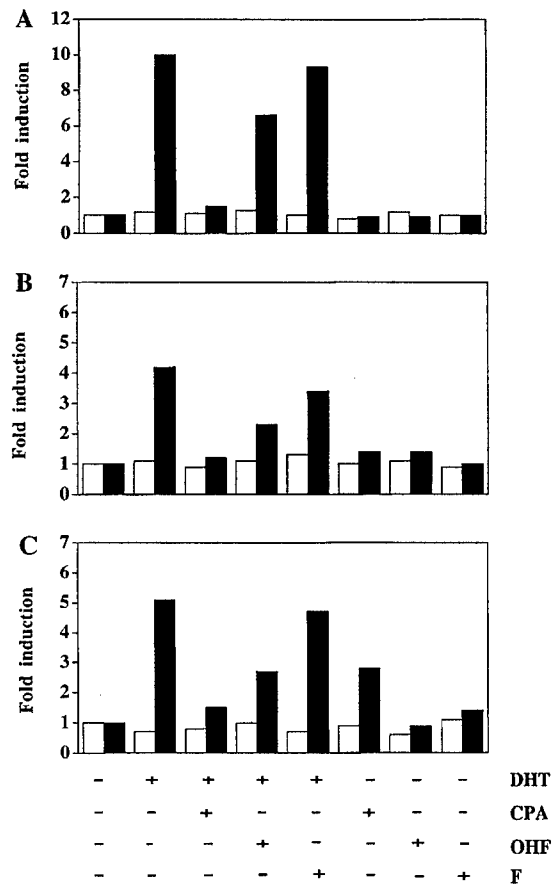 A
Fold induction
12
10
8
6
4
2
0
B
Fold induction
7
6
5
4
3
2
1
0
C
Fold induction
7
6
5
4
3
2
1
0
− + + + + − − − DHT
− − + − − + − − CPA
− − − + − − + − OHF
− − − − + − − + F